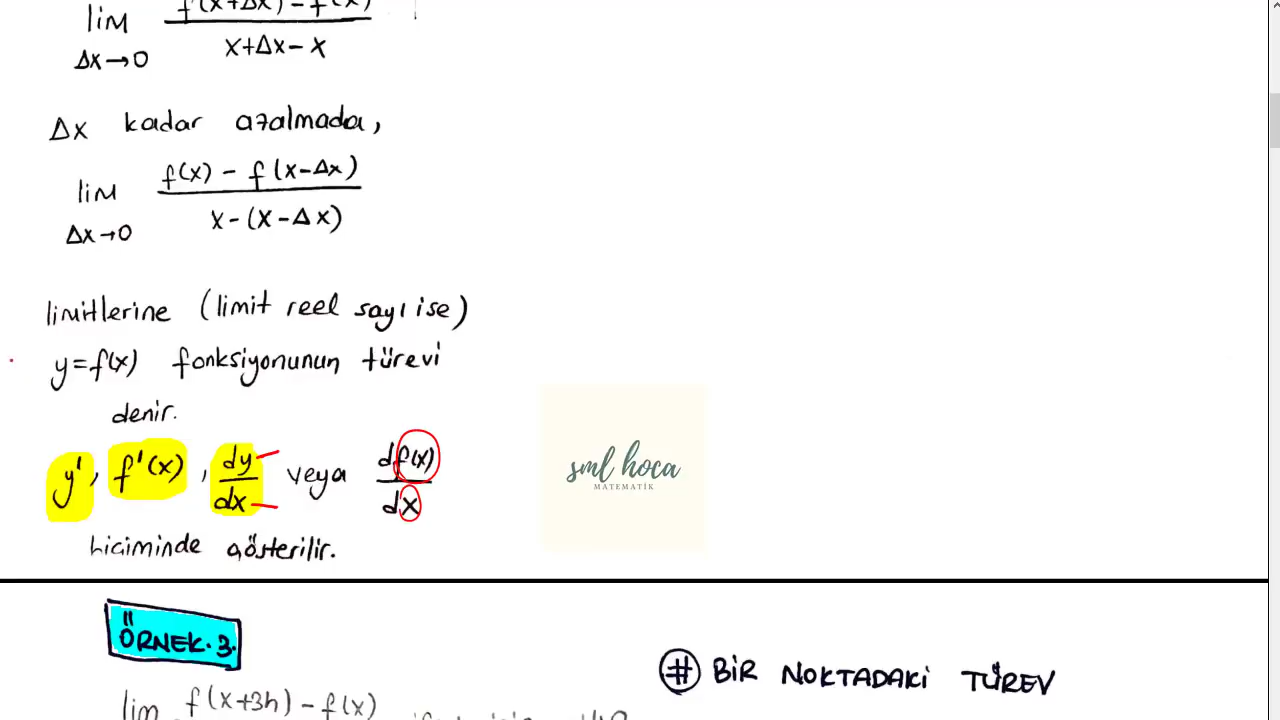 lim f(x+Δx) - f(x)
Δx→0 x+Δx-x
Δx kadar azalmada,
lim f(x) - f(x-Δx)
Δx→0 x-(x-Δx)
limitlerine (limit reel sayı ise)
y=f(x) fonksiyonunun türevi
denir.
y', f'(x), dy/dx veya df(x)/dx
biçiminde gösterilir.
sml hoca
MATEMATİK
ÖRNEK.3.
# BİR NOKTADAKİ TÜREV
lim f(x+3h) - f(x)